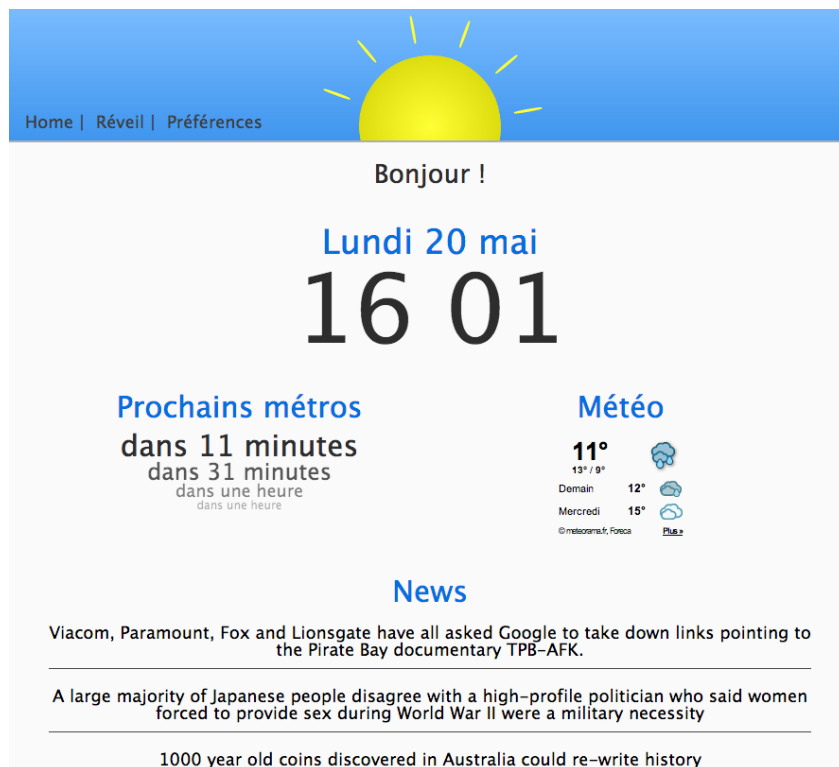 Home | Réveil | Préférences
Bonjour !
Lundi 20 mai
16 01
Prochains métros
dans 11 minutes
dans 31 minutes
dans une heure
dans une heure
Météo
11°
13° / 9°
Demain 12°
Mercredi 15°
© meteorama.fr, Foreca Plus »
News
Viacom, Paramount, Fox and Lionsgate have all asked Google to take down links pointing to
the Pirate Bay documentary TPB-AFK.
A large majority of Japanese people disagree with a high-profile politician who said women
forced to provide sex during World War II were a military necessity
1000 year old coins discovered in Australia could re-write history